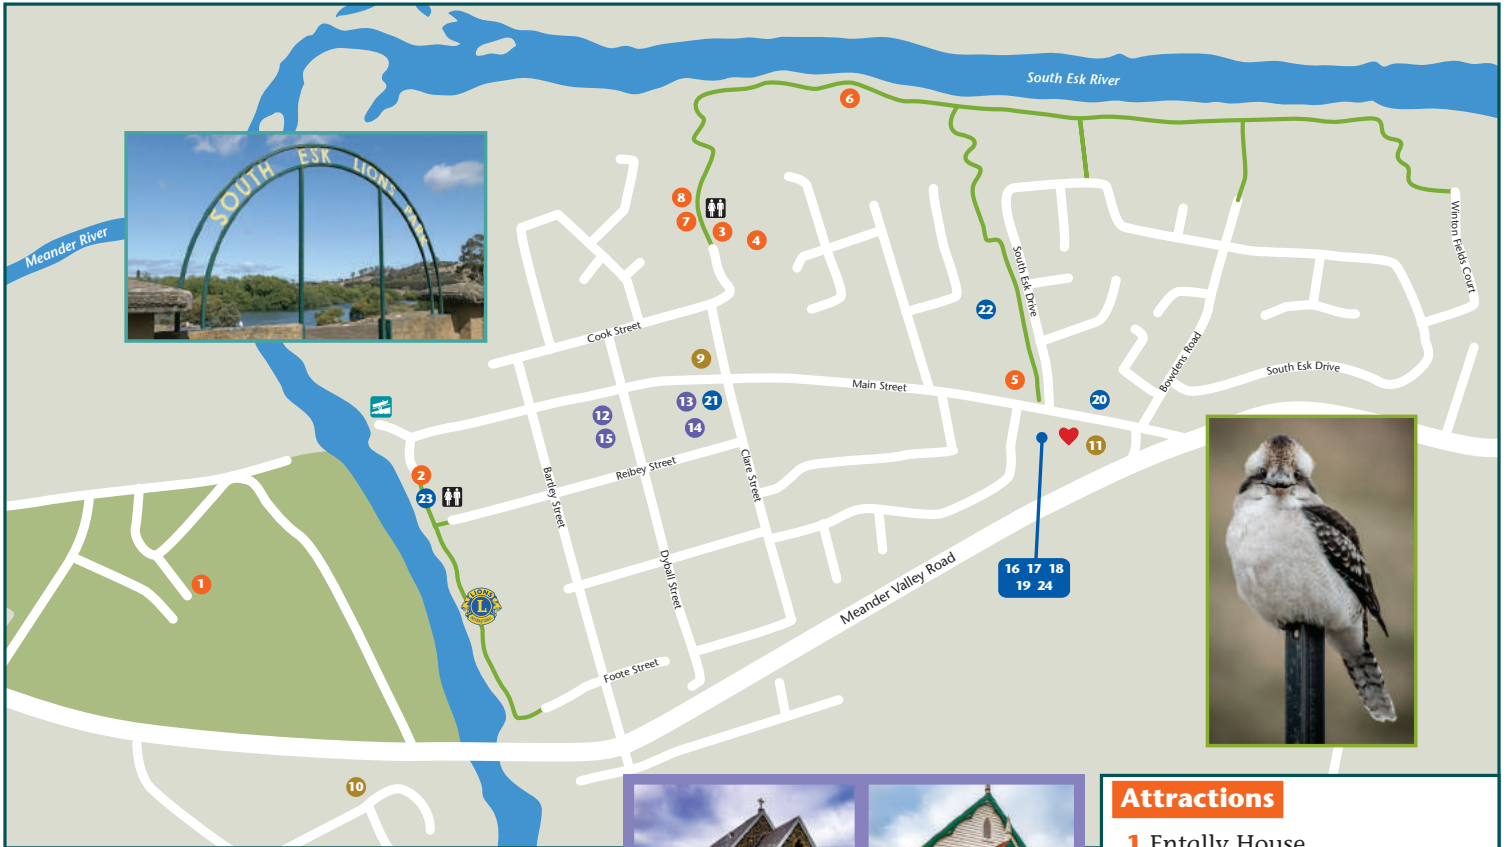 South Esk River
6
SOUTH ESK LIONS PARK
Meander River
8
7
3
4
Winton Fields Court
South Esk Drive
22
Cook Street
9
Main Street
5
Bowdens Road
South Esk Drive
12
13
21
20
15
14
11
2
23
Bartley Street
Reibey Street
Clare Street
1
Dyball Street
Meander Valley Road
16 17 18
19 24
LIONS
L
Foote Street
10
Attractions
1 Entally House